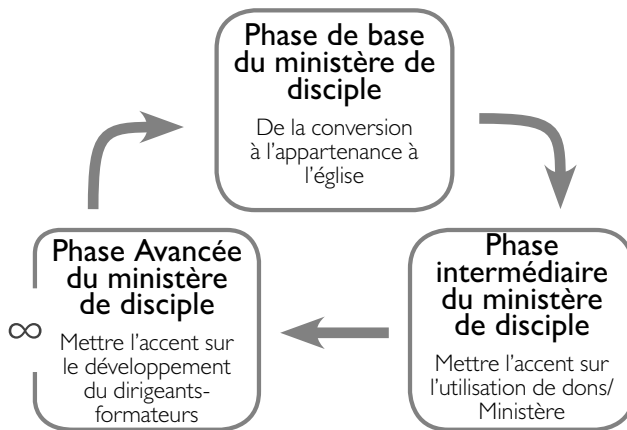 Phase de base
du ministère de
disciple
De la conversion
à l’appartenance à
l’église
Phase
intermédiaire
du ministère
de disciple
Mettre l’accent sur
l’utilisation de dons/
Ministère
Phase Avancée
du ministère
de disciple
∞
Mettre l’accent sur
le développement
du dirigeants-
formateurs